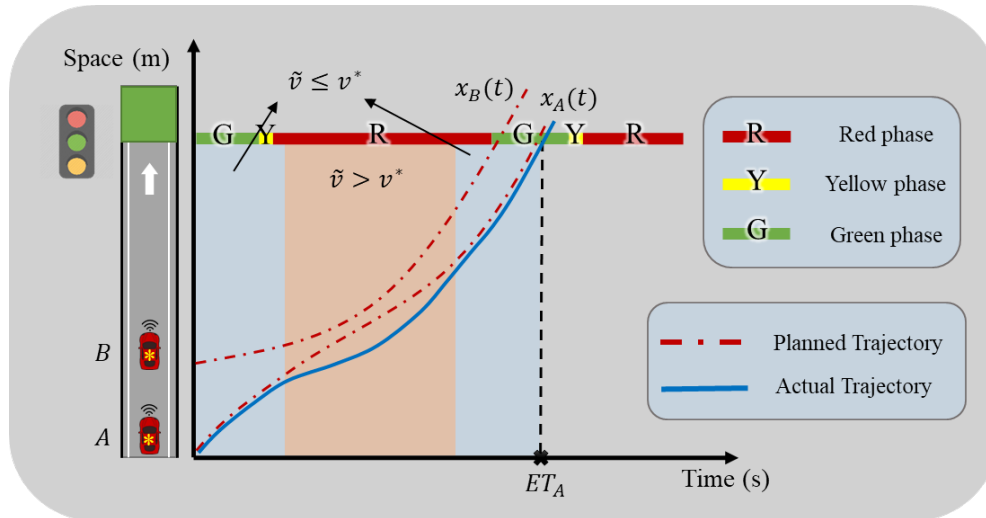 Space (m)
ṽ ≤ v*
x_B(t)
x_A(t)
G Y R G Y R
ṽ > v*
R Red phase
Y Yellow phase
G Green phase
B
A
Planned Trajectory
Actual Trajectory
ET_A
Time (s)